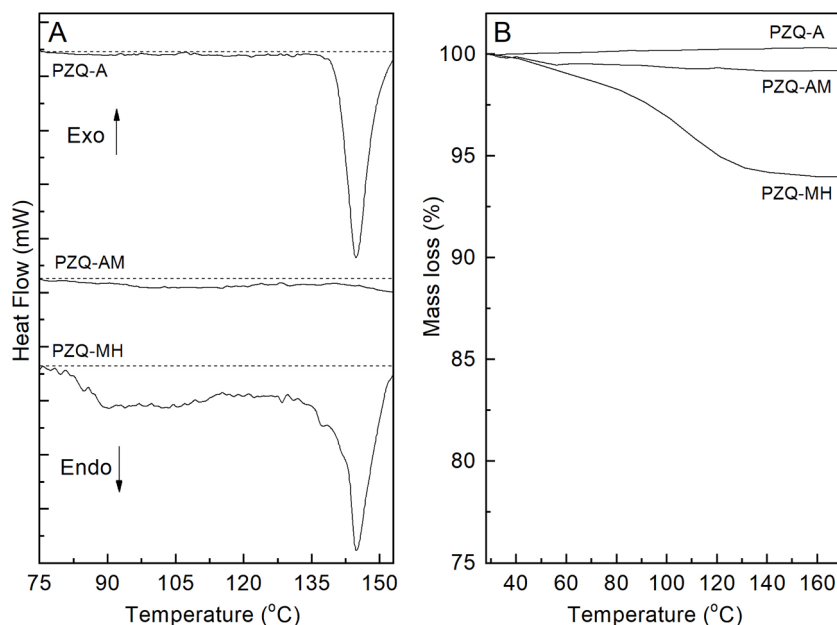 A
PZQ-A
Exo
PZQ-AM
PZQ-MH
Endo
Heat Flow (mW)
75 90 105 120 135 150
Temperature (°C)
B
PZQ-A
PZQ-AM
PZQ-MH
100
95
90
85
80
75
Mass loss (%)
40 60 80 100 120 140 160
Temperature (°C)